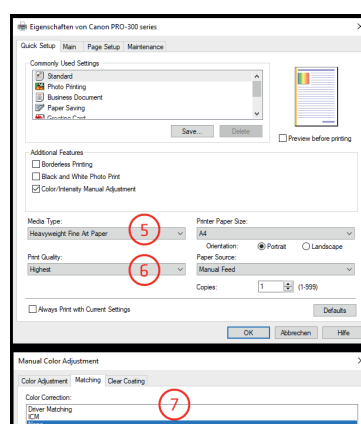 Eigenschaften von Canon PRO-300 series
Quick Setup Main Page Setup Maintenance
Commonly Used Settings
Standard
Photo Printing
Business Document
Paper Saving
Greeting Card
Save... Delete
Preview before printing
Additional Features
Borderless Printing
Black and White Photo Print
Color/Intensity Manual Adjustment
Media Type: Printer Paper Size:
Heavyweight Fine Art Paper 5 A4
Orientation: Portrait Landscape
Print Quality: Paper Source:
Highest 6 Manual Feed
Copies: 1 (1-999)
Always Print with Current Settings Defaults
OK Abbrechen Hilfe
Manual Color Adjustment
Color Adjustment Matching Clear Coating
Color Correction:
7
Driver Matching
ICM
None